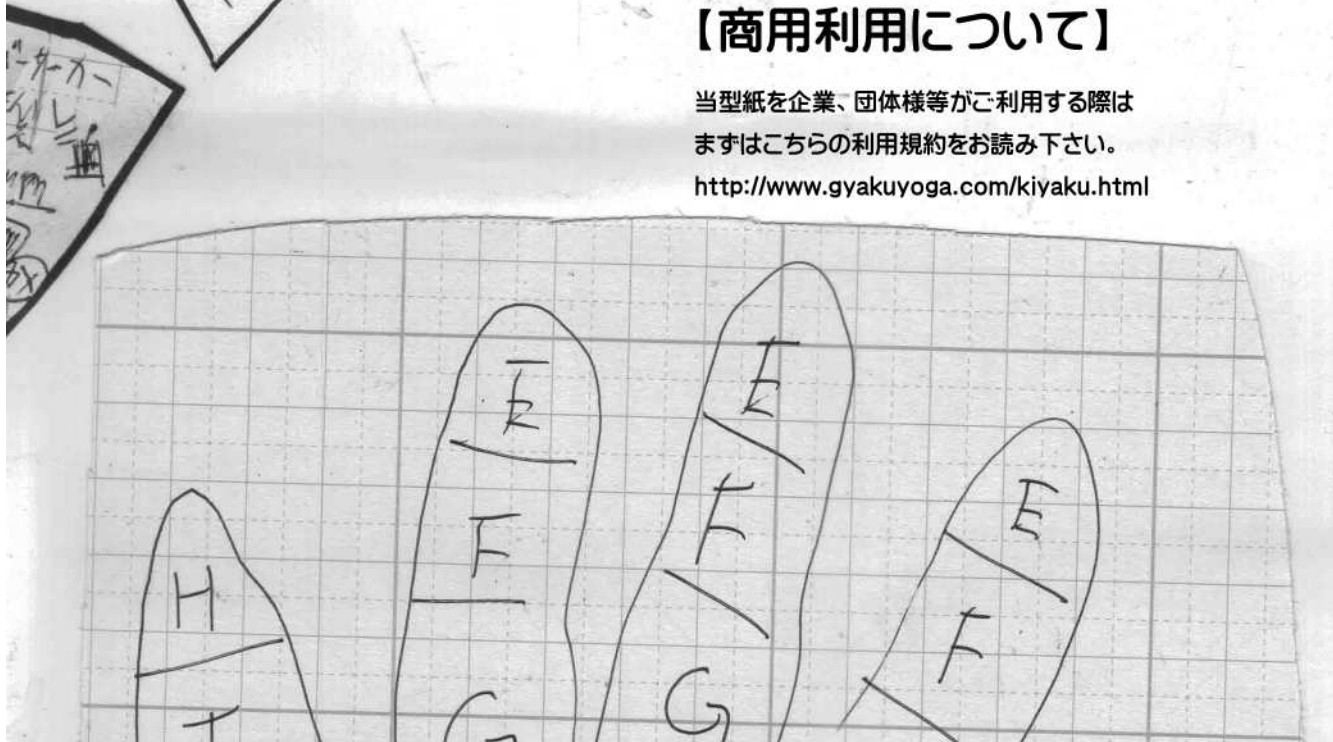 【商用利用について】
当型紙を企業、団体様等がご利用する際は
まずはこちらの利用規約をお読み下さい。
http://www.gyakuyoga.com/kiyaku.html
E
E
E
F
F
F
H
G
G
I